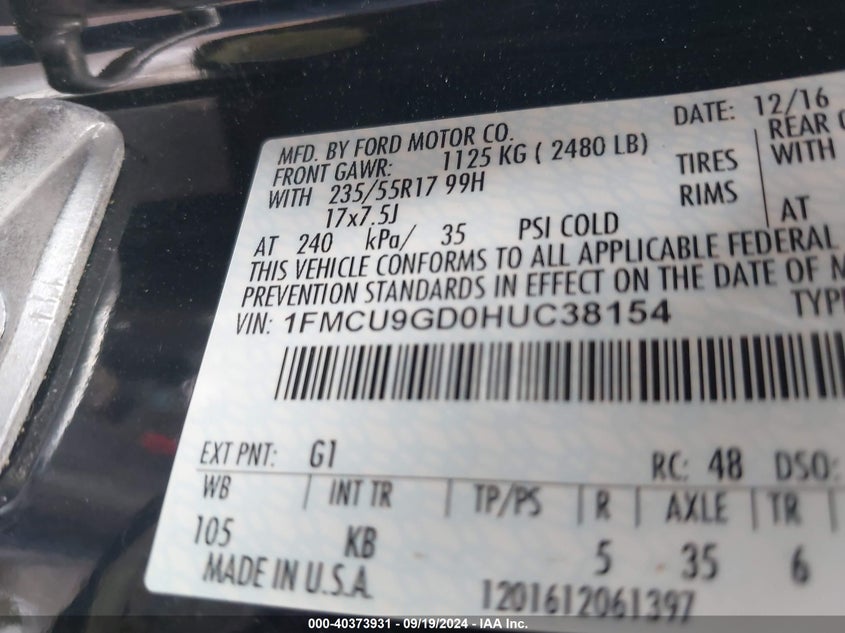 DATE: 12/16
MFD. BY FORD MOTOR CO.
FRONT GAWR: 1125 KG ( 2480 LB)
REAR
WITH 235/55R17 99H TIRES WITH
17x7.5J RIMS
AT 240 kPa/ 35 PSI COLD AT
THIS VEHICLE CONFORMS TO ALL APPLICABLE FEDERAL
PREVENTION STANDARDS IN EFFECT ON THE DATE OF M
VIN: 1FMCU9GD0HUC38154 TYPE
EXT PNT: G1 RC: 48 DSO:
WB | INT TR | TP/PS | R | AXLE | TR
105 KB 5 35 6
MADE IN U.S.A. 1201612061397
000-40373931 - 09/19/2024 - IAA Inc.